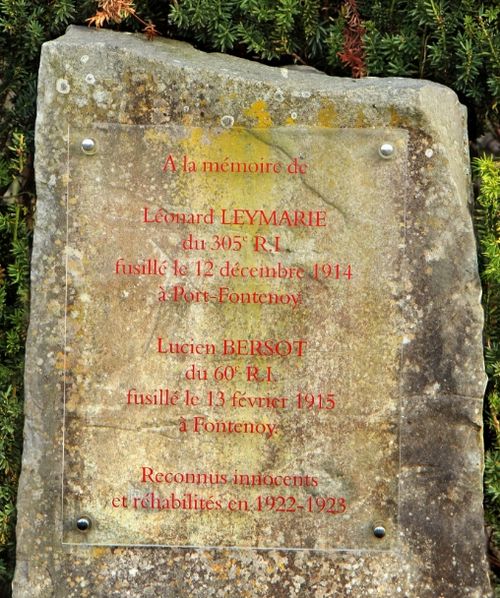 A la mémoire de
Léonard LEYMARIE
du 305e R.I.
fusillé le 12 décembre 1914
à Port-Fontenoy.
Lucien BERSOT
du 60e R.I.
fusillé le 13 février 1915
à Fontenoy.
Reconnus innocents
et réhabilités en 1922-1923